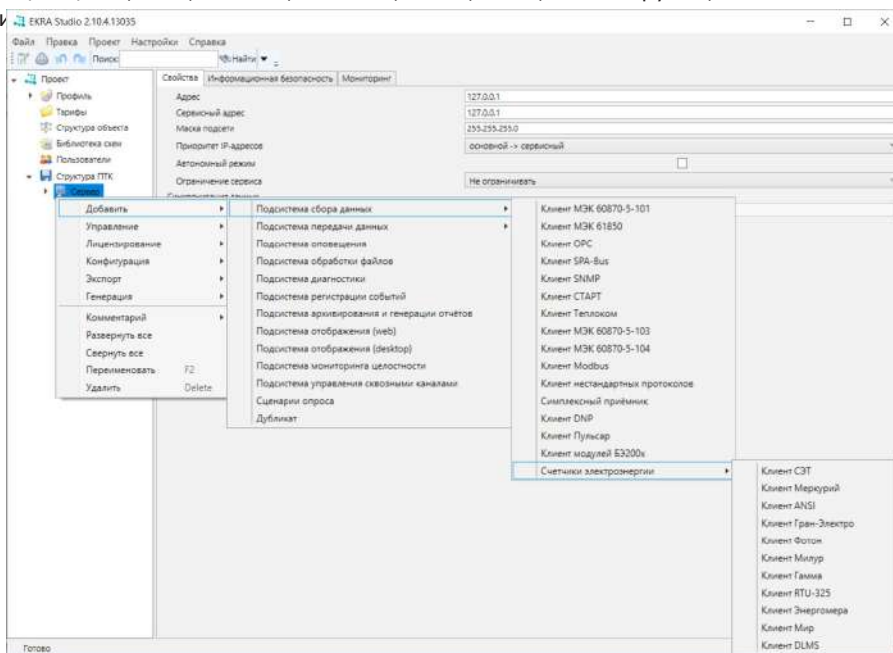 EKRA Studio 2.10.4.13035
Файл Правка Проект Настройки Справка
Поиск: Найти
Проект
Профиль
Тарифы
Структура объекта
Библиотека схем
Пользователи
Структура ПТК
Сервер
Свойства Информационная безопасность Мониторинг
Адрес 127.0.0.1
Сервисный адрес 127.0.0.1
Маска подсети 255.255.255.0
Приоритет IP-адресов основной -> сервисный
Автономный режим
Ограничение сервиса Не ограничивать
Добавить
Управление
Лицензирование
Конфигурация
Экспорт
Генерация
Комментарий
Развернуть все
Свернуть все
Переименовать F2
Удалить Delete
Подсистема сбора данных
Подсистема передачи данных
Подсистема оповещения
Подсистема обработки файлов
Подсистема диагностики
Подсистема регистрации событий
Подсистема архивирования и генерации отчётов
Подсистема отображения (web)
Подсистема отображения (desktop)
Подсистема мониторинга целостности
Подсистема управления сквозными каналами
Сценарии опроса
Дубликат
Клиент МЭК 60870-5-101
Клиент МЭК 61850
Клиент OPC
Клиент SPA-Bus
Клиент SNMP
Клиент СТАРТ
Клиент Теплоком
Клиент МЭК 60870-5-103
Клиент МЭК 60870-5-104
Клиент Modbus
Клиент нестандартных протоколов
Симплексный приёмник
Клиент DNP
Клиент Пульсар
Клиент модулей БЭ200х
Счетчики электроэнергии
Клиент СЭТ
Клиент Меркурий
Клиент ANSI
Клиент Гран-Электро
Клиент Фотон
Клиент Милур
Клиент Гамма
Клиент RTU-325
Клиент Энергомера
Клиент Мир
Клиент DLMS
Готово